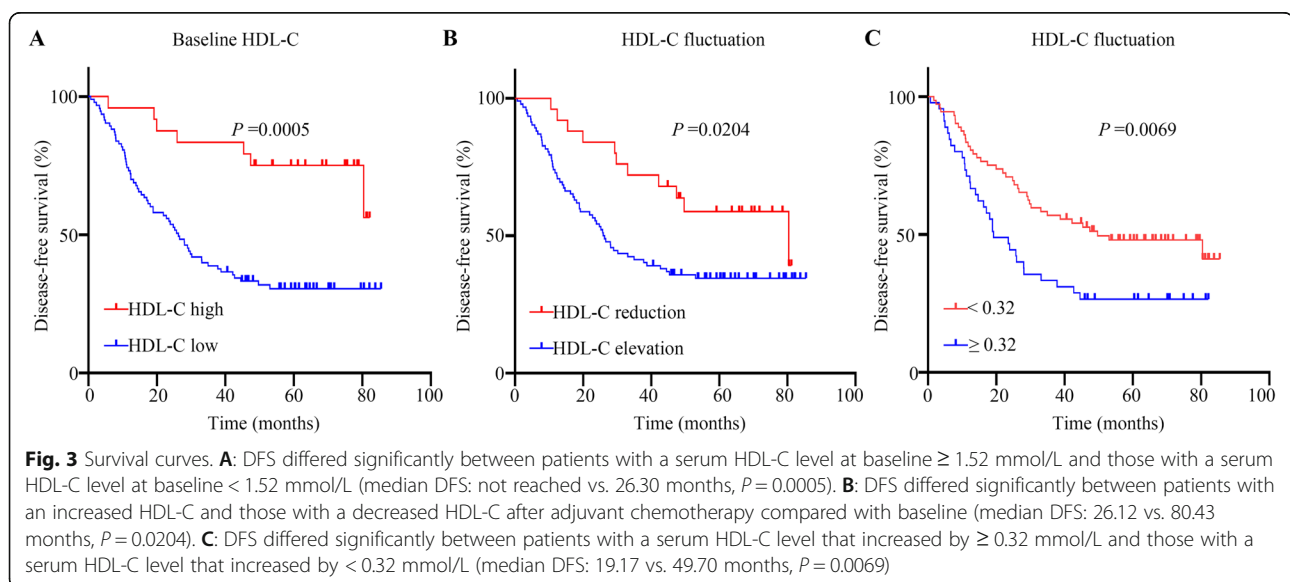 A Baseline HDL-C
100
P =0.0005
50
0
Disease-free survival (%)
HDL-C high
HDL-C low
0 20 40 60 80 100
Time (months)
B HDL-C fluctuation
100
P =0.0204
50
0
Disease-free survival (%)
HDL-C reduction
HDL-C elevation
0 20 40 60 80 100
Time (months)
C HDL-C fluctuation
100
P =0.0069
50
0
Disease-free survival (%)
< 0.32
≥ 0.32
0 20 40 60 80 100
Time (months)
Fig. 3 Survival curves. A: DFS differed significantly between patients with a serum HDL-C level at baseline ≥ 1.52 mmol/L and those with a serum
HDL-C level at baseline < 1.52 mmol/L (median DFS: not reached vs. 26.30 months, P = 0.0005). B: DFS differed significantly between patients with
an increased HDL-C and those with a decreased HDL-C after adjuvant chemotherapy compared with baseline (median DFS: 26.12 vs. 80.43
months, P = 0.0204). C: DFS differed significantly between patients with a serum HDL-C level that increased by ≥ 0.32 mmol/L and those with a
serum HDL-C level that increased by < 0.32 mmol/L (median DFS: 19.17 vs. 49.70 months, P = 0.0069)